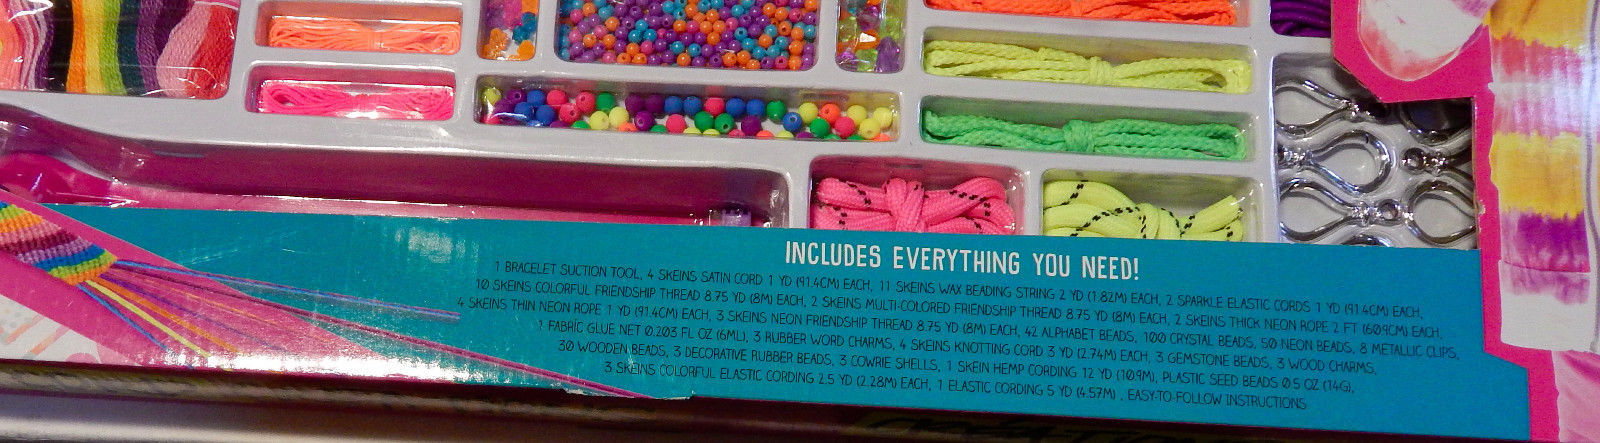 INCLUDES EVERYTHING YOU NEED!
1 BRACELET SUCTION TOOL, 4 SKEINS SATIN CORD 1 YD (91.4CM) EACH, 11 SKEINS WAX BEADING STRING 2 YD (1.82M) EACH, 2 SPARKLE ELASTIC CORDS 1 YD (91.4CM) EACH,
10 SKEINS COLORFUL FRIENDSHIP THREAD 8.75 YD (8M) EACH, 2 SKEINS MULTI-COLORED FRIENDSHIP THREAD 8.75 YD (8M) EACH, 2 SKEINS THICK NEON ROPE 2 FT (60.9CM) EACH,
4 SKEINS THIN NEON ROPE 1 YD (91.4CM) EACH, 3 SKEINS NEON FRIENDSHIP THREAD 8.75 YD (8M) EACH, 42 ALPHABET BEADS, 100 CRYSTAL BEADS, 50 NEON BEADS, 8 METALLIC CLIPS,
1 FABRIC GLUE NET 0.203 FL OZ (6ML), 3 RUBBER WORD CHARMS, 4 SKEINS KNOTTING CORD 3 YD (2.74M) EACH, 3 GEMSTONE BEADS, 3 WOOD CHARMS,
30 WOODEN BEADS, 3 DECORATIVE RUBBER BEADS, 3 COWRIE SHELLS, 1 SKEIN HEMP CORDING 12 YD (10.9M), PLASTIC SEED BEADS 0.5 OZ (14G),
3 SKEINS COLORFUL ELASTIC CORDING 2.5 YD (2.28M) EACH, 1 ELASTIC CORDING 5 YD (4.57M) , EASY-TO-FOLLOW INSTRUCTIONS